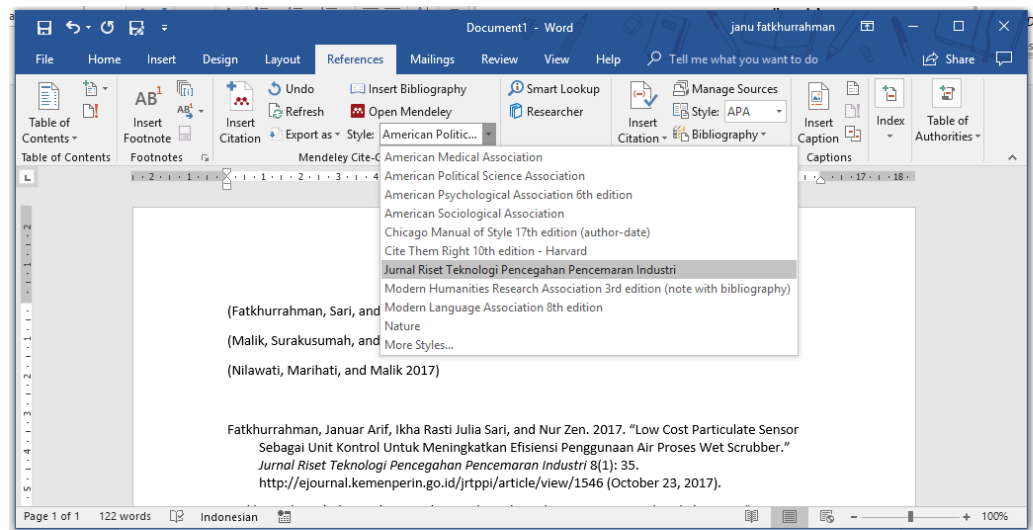 Document1 - Word
janu fatkhurrahman
File Home Insert Design Layout References Mailings Review View Help Tell me what you want to do Share
Table of Contents
Insert Footnote
AB1
Insert Citation
Undo
Refresh
Export as
Insert Bibliography
Open Mendeley
Style: American Politic...
Smart Lookup
Researcher
Insert Citation
Manage Sources
Style: APA
Bibliography
Insert Caption
Index
Table of Authorities
Table of Contents
Footnotes
Mendeley Cite-O
Captions
American Medical Association
American Political Science Association
American Psychological Association 6th edition
American Sociological Association
Chicago Manual of Style 17th edition (author-date)
Cite Them Right 10th edition - Harvard
Jurnal Riset Teknologi Pencegahan Pencemaran Industri
Modern Humanities Research Association 3rd edition (note with bibliography)
Modern Language Association 8th edition
Nature
More Styles...
(Fatkhurrahman, Sari, and
(Malik, Surakusumah, and
(Nilawati, Marihati, and Malik 2017)
Fatkhurrahman, Januar Arif, Ikha Rasti Julia Sari, and Nur Zen. 2017. “Low Cost Particulate Sensor
Sebagai Unit Kontrol Untuk Meningkatkan Efisiensi Penggunaan Air Proses Wet Scrubber.”
Jurnal Riset Teknologi Pencegahan Pencemaran Industri 8(1): 35.
http://ejournal.kemenperin.go.id/jrtppi/article/view/1546 (October 23, 2017).
Page 1 of 1 122 words Indonesian 100%